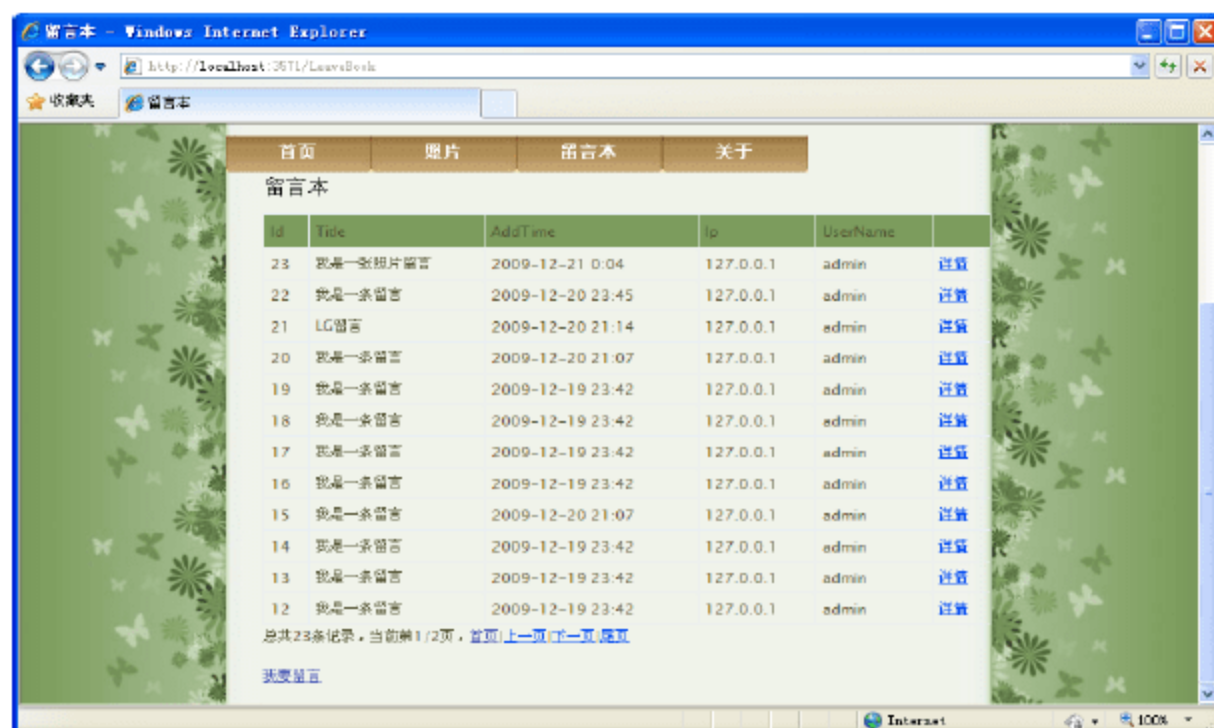 留言本 - Windows Internet Explorer
http://localhost:3571/LeaveBook
收藏夹 留言本
首页 照片 留言本 关于
留言本
Id Title AddTime Ip UserName
23 我是一张照片留言 2009-12-21 0:04 127.0.0.1 admin 详情
22 我是一条留言 2009-12-20 23:45 127.0.0.1 admin 详情
21 LG留言 2009-12-20 21:14 127.0.0.1 admin 详情
20 我是一条留言 2009-12-20 21:07 127.0.0.1 admin 详情
19 我是一条留言 2009-12-19 23:42 127.0.0.1 admin 详情
18 我是一条留言 2009-12-19 23:42 127.0.0.1 admin 详情
17 我是一条留言 2009-12-19 23:42 127.0.0.1 admin 详情
16 我是一条留言 2009-12-19 23:42 127.0.0.1 admin 详情
15 我是一条留言 2009-12-20 21:07 127.0.0.1 admin 详情
14 我是一条留言 2009-12-19 23:42 127.0.0.1 admin 详情
13 我是一条留言 2009-12-19 23:42 127.0.0.1 admin 详情
12 我是一条留言 2009-12-19 23:42 127.0.0.1 admin 详情
总共23条记录，当前第1/2页，首页|上一页|下一页|尾页
我要留言
Internet 100%